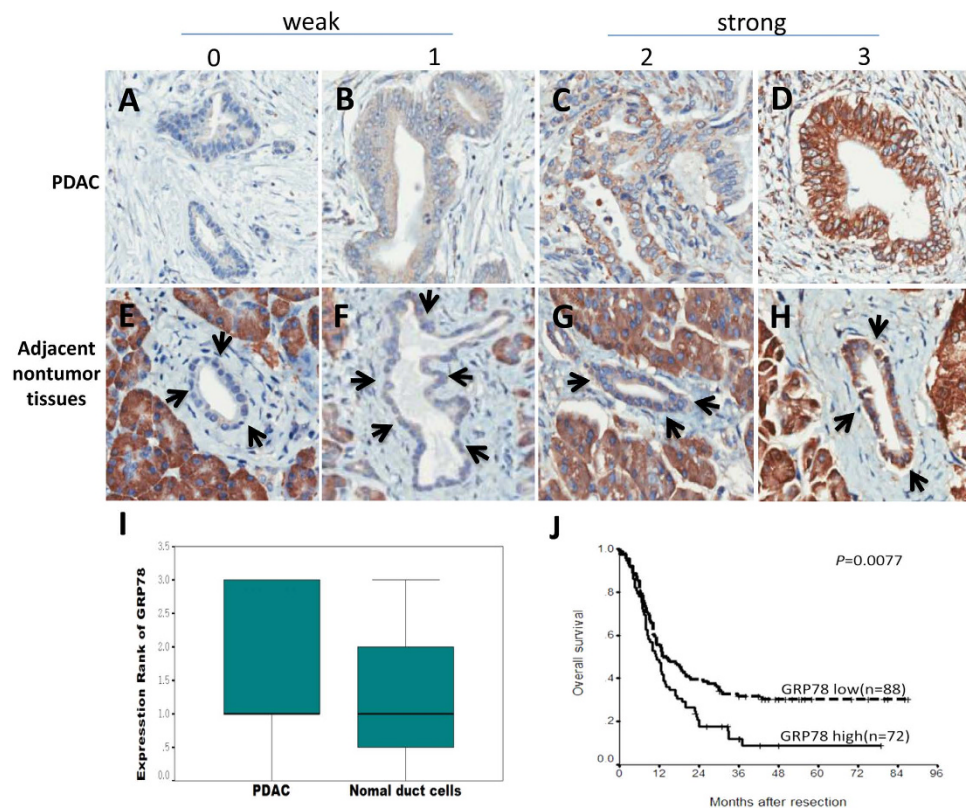 weak strong
0 1 2 3
A B C D
PDAC
E F G H
Adjacent
nontumor
tissues
I J
Expresstion Rank of GRP78
3.5
3.0
2.5
2.0
1.5
1.0
.5
0.0
PDAC Nomal duct cells
P=0.0077
Overall survival
1.0
.8
.6
.4
.2
0.0
GRP78 low(n=88)
GRP78 high(n=72)
0 12 24 36 48 60 72 84 96
Months after resection